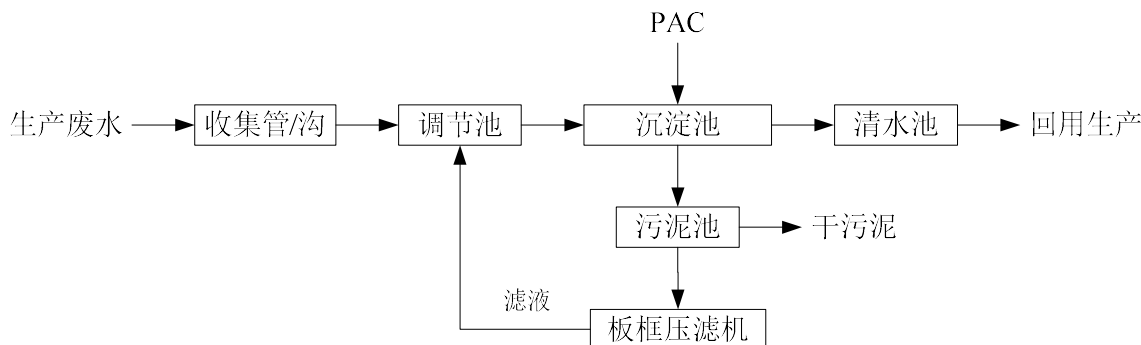 PAC
生产废水
收集管/沟
调节池
沉淀池
清水池
回用生产
污泥池
干污泥
滤液
板框压滤机